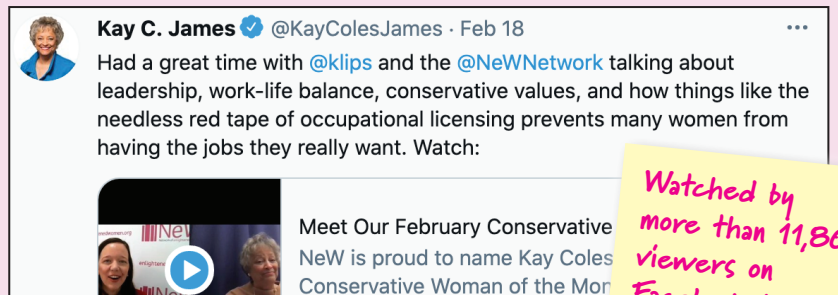 Kay C. James @KayColesJames · Feb 18
Had a great time with @klips and the @NeWNetwork talking about
leadership, work-life balance, conservative values, and how things like the
needless red tape of occupational licensing prevents many women from
having the jobs they really want. Watch:
Meet Our February Conservative
NeW is proud to name Kay Coles
Conservative Woman of the Mon
Watched by
more than 11,86
viewers on